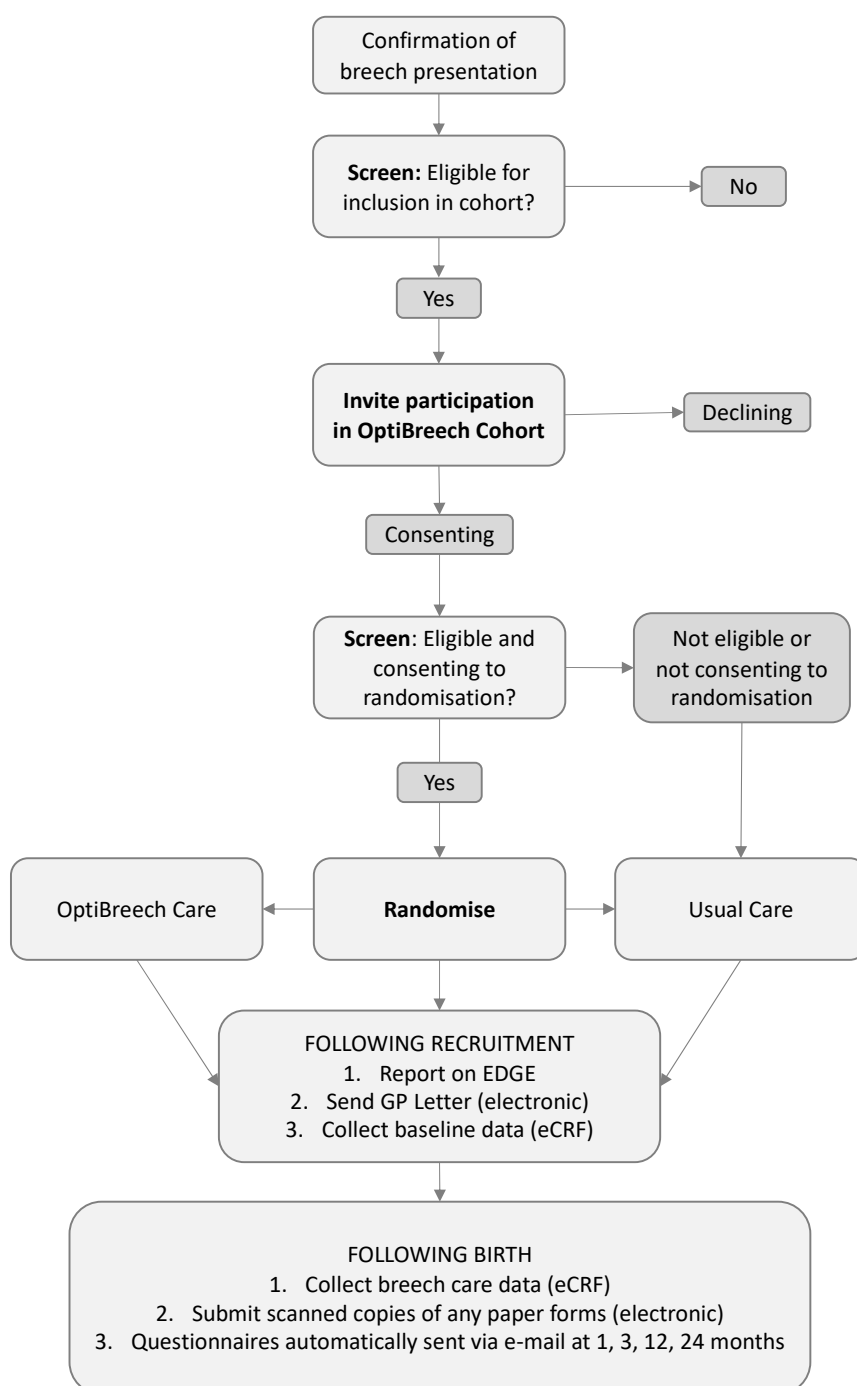 Confirmation of
breech presentation
Screen: Eligible for
inclusion in cohort?
No
Yes
Invite participation
in OptiBreech Cohort
Declining
Consenting
Screen: Eligible and
consenting to
randomisation?
Not eligible or
not consenting to
randomisation
Yes
OptiBreech Care
Randomise
Usual Care
FOLLOWING RECRUITMENT
1. Report on EDGE
2. Send GP Letter (electronic)
3. Collect baseline data (eCRF)
FOLLOWING BIRTH
1. Collect breech care data (eCRF)
2. Submit scanned copies of any paper forms (electronic)
3. Questionnaires automatically sent via e-mail at 1, 3, 12, 24 months